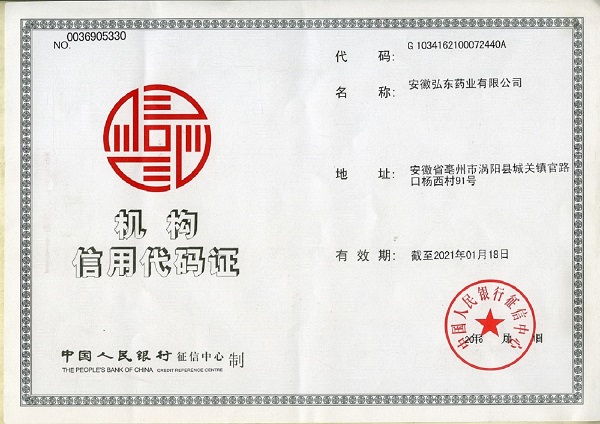 NO. 0036905330
机构
信用代码证
中国人民银行征信中心 制
THE PEOPLE'S BANK OF CHINA CREDIT REFERENCE CENTRE
代 码: G1034162100072440A
名 称: 安徽弘东药业有限公司
地 址: 安徽省亳州市涡阳县城关镇官路
口杨西村91号
有 效 期: 截至2021年01月18日
中国人民银行征信中心